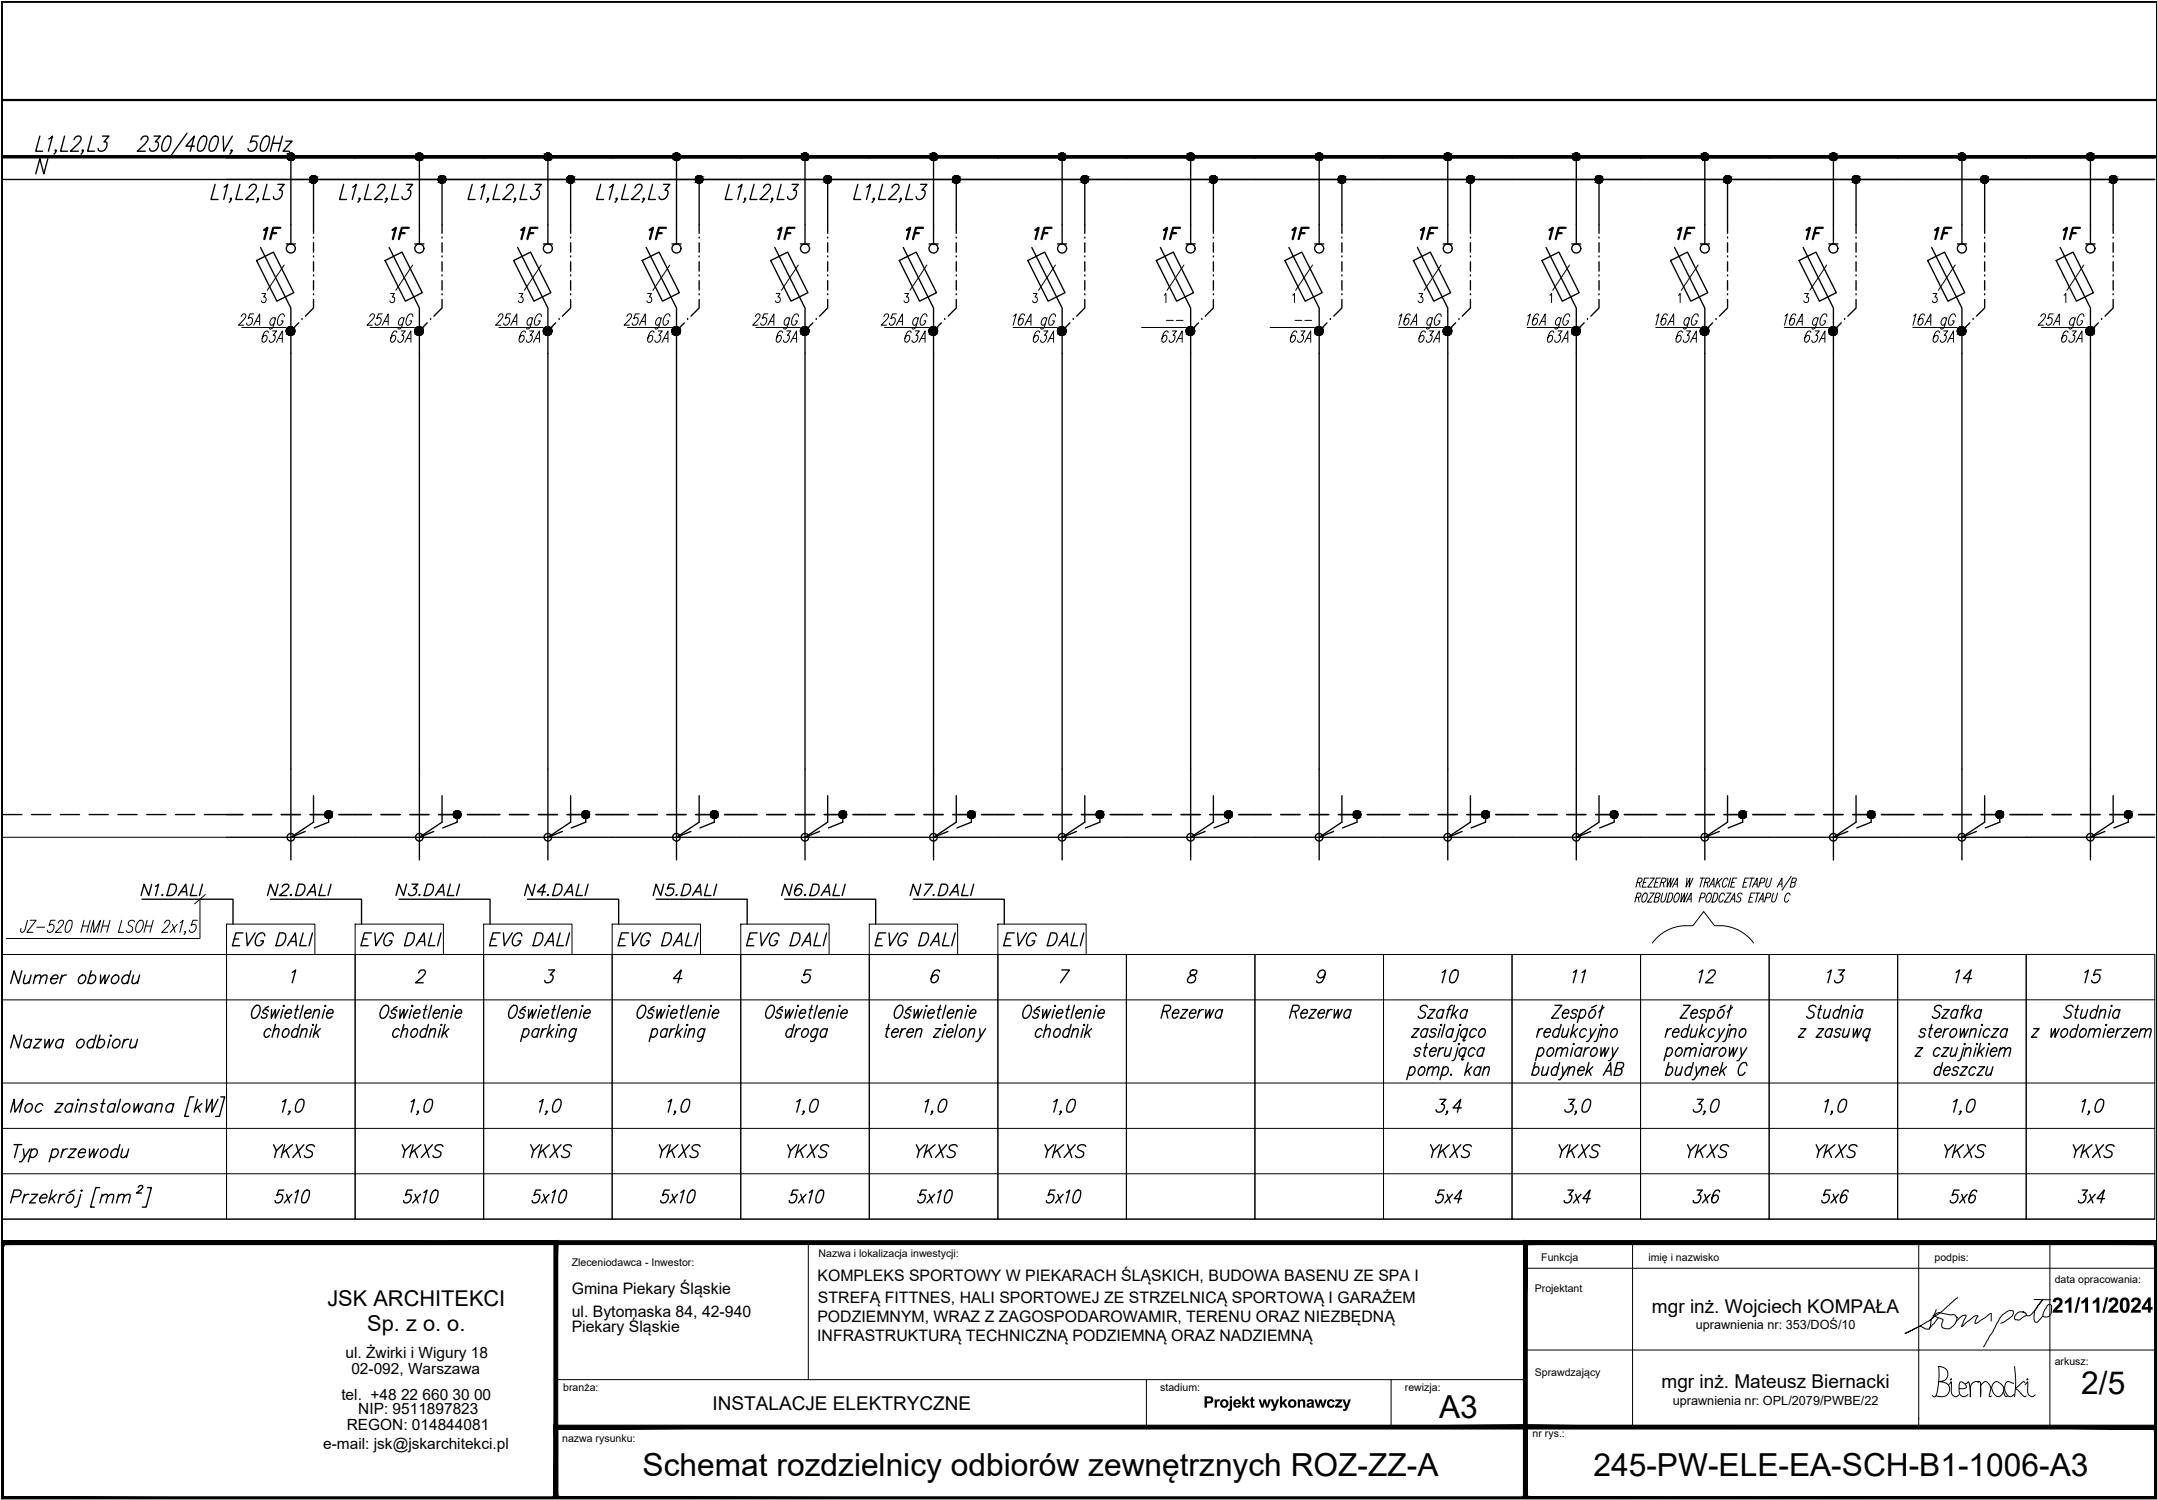 L1,L2,L3 230/400V, 50Hz
N
L1,L2,L3 L1,L2,L3 L1,L2,L3 L1,L2,L3 L1,L2,L3 L1,L2,L3
1F 1F 1F 1F 1F 1F 1F 1F 1F 1F 1F 1F 1F 1F 1F
3 3 3 3 3 3 3 1 1 3 1 1 3 3 1
25A gG 25A gG 25A gG 25A gG 25A gG 25A gG 16A gG -- -- 16A gG 16A gG 16A gG 16A gG 16A gG 25A gG
63A 63A 63A 63A 63A 63A 63A 63A 63A 63A 63A 63A 63A 63A 63A
REZERWA W TRAKCIE ETAPU A/B
ROZBUDOWA PODCZAS ETAPU C
N1.DALI N2.DALI N3.DALI N4.DALI N5.DALI N6.DALI N7.DALI
JZ-520 HMH LSOH 2x1,5
EVG DALI EVG DALI EVG DALI EVG DALI EVG DALI EVG DALI EVG DALI
Numer obwodu 1 2 3 4 5 6 7 8 9 10 11 12 13 14 15
Nazwa odbioru
Oświetlenie
chodnik
Oświetlenie
chodnik
Oświetlenie
parking
Oświetlenie
parking
Oświetlenie
droga
Oświetlenie
teren zielony
Oświetlenie
chodnik
Rezerwa
Rezerwa
Szafka
zasilająco
sterująca
pomp. kan
Zespół
redukcyjno
pomiarowy
budynek AB
Zespół
redukcyjno
pomiarowy
budynek C
Studnia
z zasuwą
Szafka
sterownicza
z czujnikiem
deszczu
Studnia
z wodomierzem
Moc zainstalowana [kW] 1,0 1,0 1,0 1,0 1,0 1,0 1,0 3,4 3,0 3,0 1,0 1,0 1,0
Typ przewodu YKXS YKXS YKXS YKXS YKXS YKXS YKXS YKXS YKXS YKXS YKXS YKXS YKXS
Przekrój [mm²] 5x10 5x10 5x10 5x10 5x10 5x10 5x10 5x4 3x4 3x6 5x6 5x6 3x4
JSK ARCHITEKCI
Sp. z o. o.
ul. Żwirki i Wigury 18
02-092, Warszawa
tel. +48 22 660 30 00
NIP: 9511897823
REGON: 014844081
e-mail: jsk@jskarchitekci.pl
Zleceniodawca - Inwestor:
Gmina Piekary Śląskie
ul. Bytomaska 84, 42-940
Piekary Śląskie
Nazwa i lokalizacja inwestycji:
KOMPLEKS SPORTOWY W PIEKARACH ŚLĄSKICH, BUDOWA BASENU ZE SPA I
STREFĄ FITTNES, HALI SPORTOWEJ ZE STRZELNICĄ SPORTOWĄ I GARAŻEM
PODZIEMNYM, WRAZ Z ZAGOSPODAROWAMIR, TERENU ORAZ NIEZBĘDNĄ
INFRASTRUKTURĄ TECHNICZNĄ PODZIEMNĄ ORAZ NADZIEMNĄ
branża:
INSTALACJE ELEKTRYCZNE
stadium:
Projekt wykonawczy
rewizja:
A3
nazwa rysunku:
Schemat rozdzielnicy odbiorów zewnętrznych ROZ-ZZ-A
Funkcja imię i nazwisko podpis:
Projektant
mgr inż. Wojciech KOMPAŁA
uprawnienia nr: 353/DOŚ/10
Kompała
data opracowania:
21/11/2024
Sprawdzający
mgr inż. Mateusz Biernacki
uprawnienia nr: OPL/2079/PWBE/22
Biernacki
arkusz:
2/5
nr rys.:
245-PW-ELE-EA-SCH-B1-1006-A3